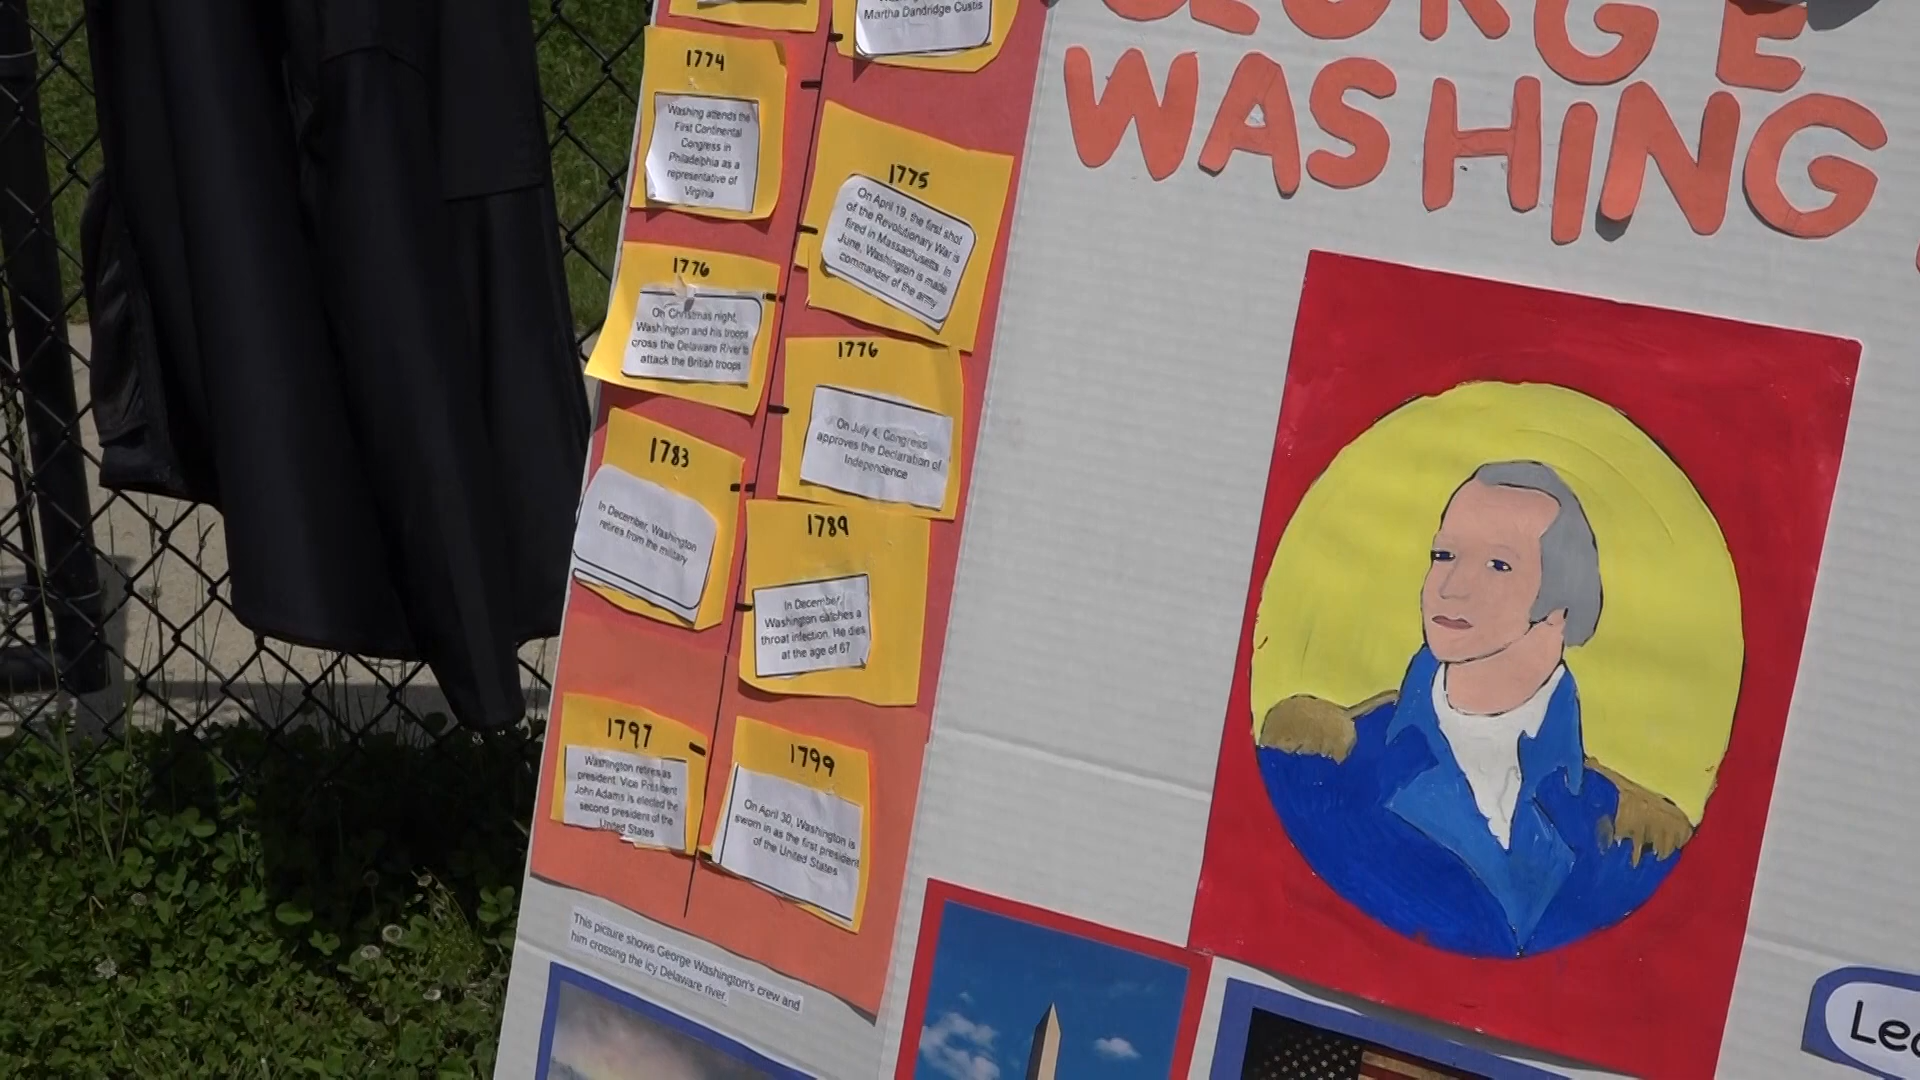 Martha Dandridge Custis
GEORGE
WASHING
1774
Washing attends the
First Continental
Congress in
Philadelphia as a
representative of
Virginia
1775
On April 19, the first shot
of the Revolutionary War is
fired in Massachusetts. In
June, Washington is made
commander of the army
1776
On Christmas night,
Washington and his troops
cross the Delaware River
attack the British troops
1776
On July 4, Congress
approves the Declaration of
Independence
1783
In December, Washington
retires from the military
1789
In December,
Washington catches a
throat infection. He dies
at the age of 67
1797
Washington retires as
president. Vice President
John Adams is elected the
second president of the
United States
1799
On April 30, Washington is
sworn in as the first president
of the United States
This picture shows George Washington's crew and
him crossing the icy Delaware river.
Lea